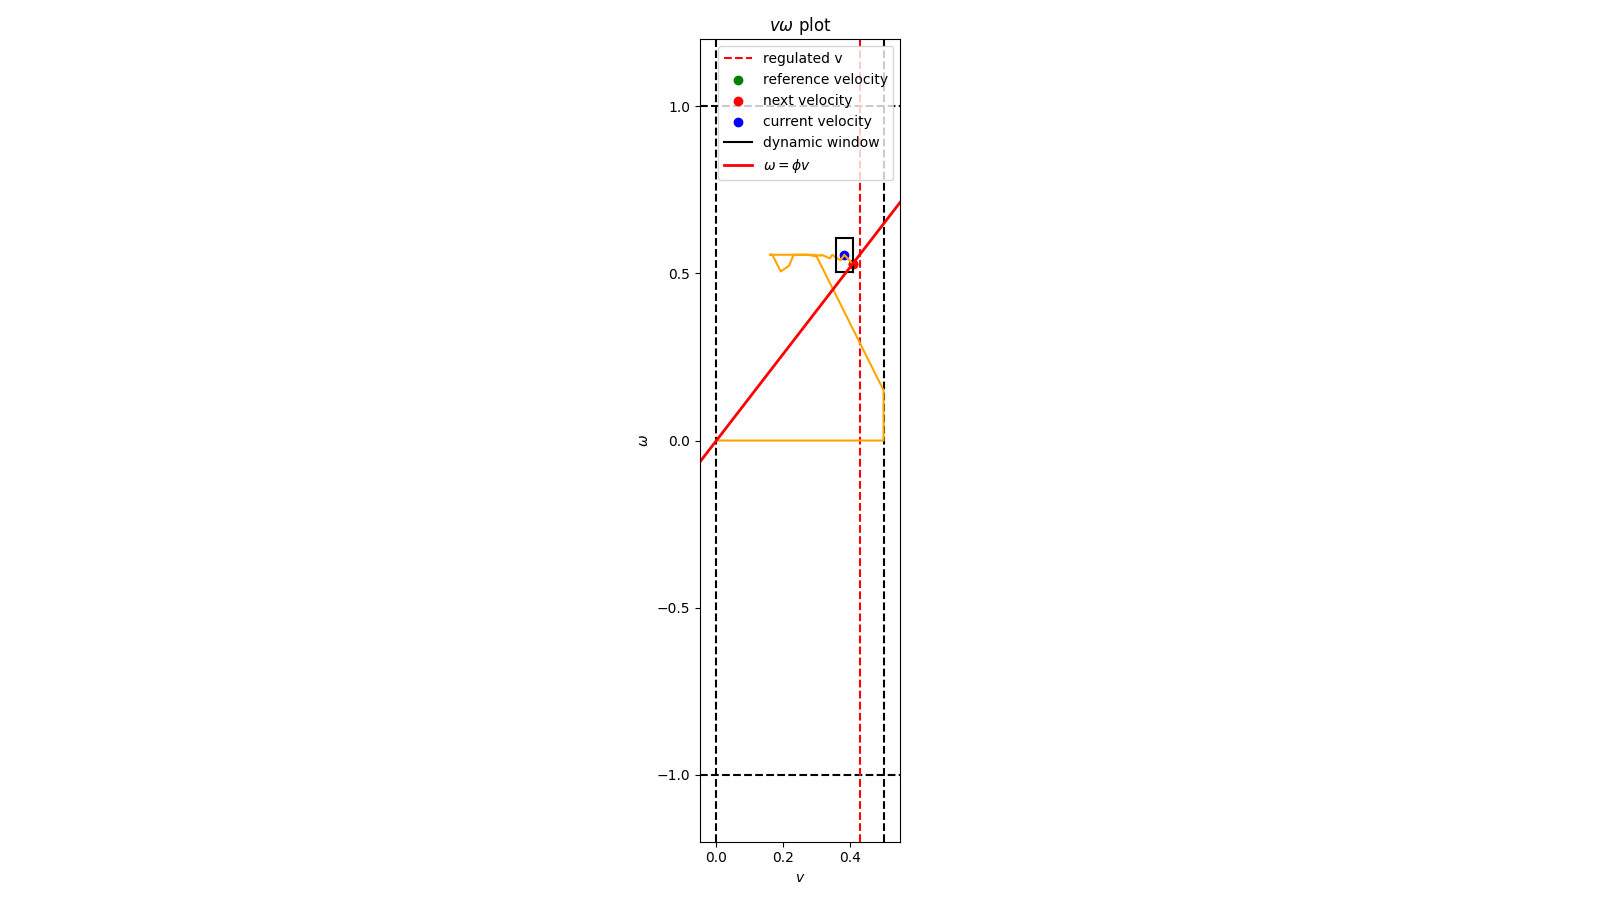 vω plot
regulated v
reference velocity
next velocity
current velocity
dynamic window
ω = ϕv
1.0
0.5
0.0
−0.5
−1.0
ω
0.0 0.2 0.4
v